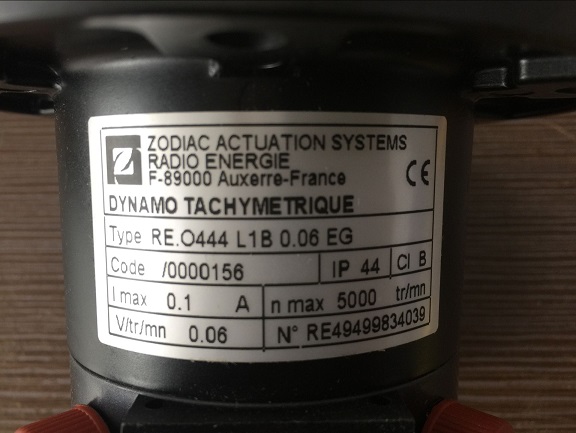 ZODIAC ACTUATION SYSTEMS
RADIO ENERGIE
F-89000 Auxerre-France
CE
DYNAMO TACHYMETRIQUE
Type RE.O444 L1B 0.06 EG
Code /0000156 IP 44 Cl B
I max 0.1 A n max 5000 tr/mn
V/tr/mn 0.06 N° RE49499834039